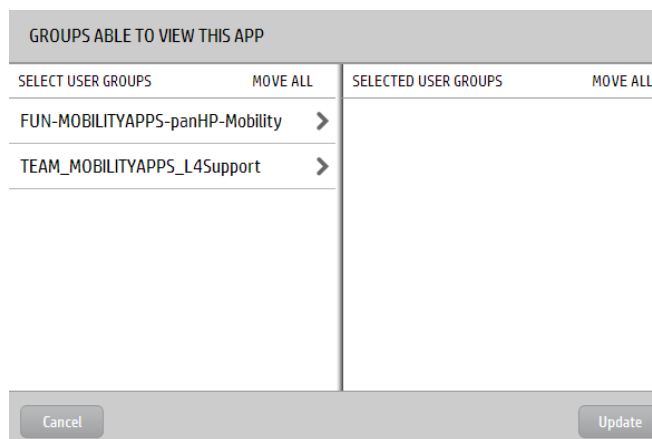 GROUPS ABLE TO VIEW THIS APP
SELECT USER GROUPS MOVE ALL
SELECTED USER GROUPS MOVE ALL
FUN-MOBILITYAPPS-panHP-Mobility
TEAM_MOBILITYAPPS_L4Support
Cancel
Update